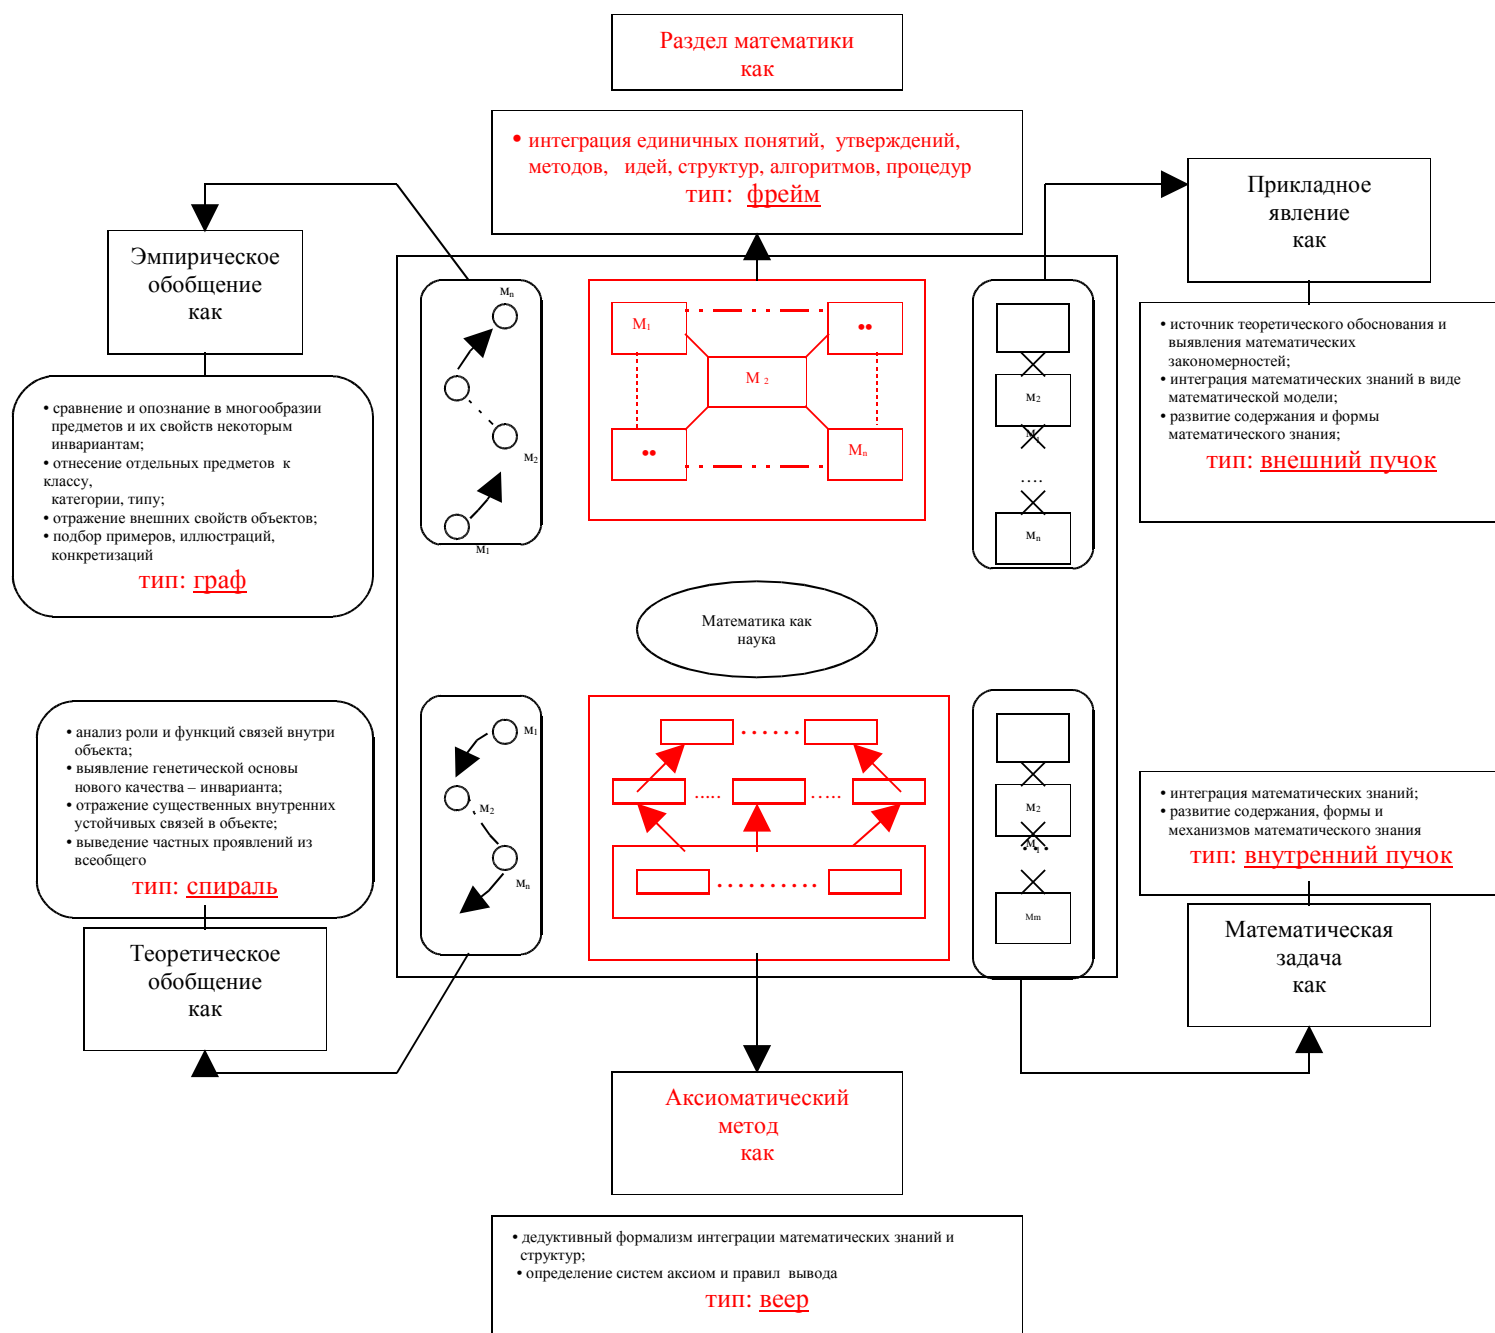 Раздел математики
как
• интеграция единичных понятий, утверждений,
методов, идей, структур, алгоритмов, процедур
тип: фрейм
Эмпирическое
обобщение
как
• сравнение и опознание в многообразии
предметов и их свойств некоторым
инвариантам;
• отнесение отдельных предметов к
классу,
категории, типу;
• отражение внешних свойств объектов;
• подбор примеров, иллюстраций,
конкретизаций
тип: граф
Mn
M2
M1
M1
••
M 2
••
Mn
M2
M1
....
Mn
Прикладное
явление
как
• источник теоретического обоснования и
выявления математических
закономерностей;
• интеграция математических знаний в виде
математической модели;
• развитие содержания и формы
математического знания;
тип: внешний пучок
Математика как
наука
• анализ роли и функций связей внутри
объекта;
• выявление генетической основы
нового качества – инварианта;
• отражение существенных внутренних
устойчивых связей в объекте;
• выведение частных проявлений из
всеобщего
тип: спираль
Теоретическое
обобщение
как
M1
M2
Mn
......
..... .....
..........
M2
M1
Mm
• интеграция математических знаний;
• развитие содержания, формы и
механизмов математического знания
тип: внутренний пучок
Математическая
задача
как
Аксиоматический
метод
как
• дедуктивный формализм интеграции математических знаний и
структур;
• определение систем аксиом и правил вывода
тип: веер